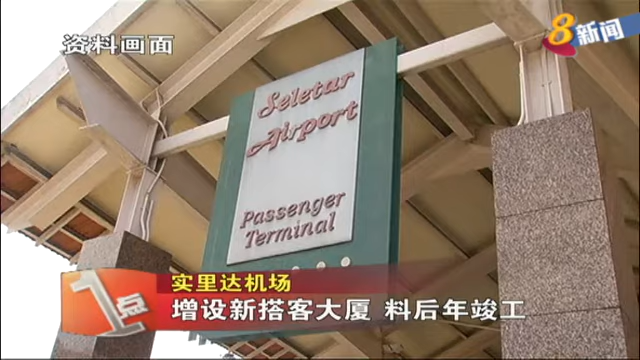 资料画面
8新闻
Seletar
Airport
Passenger
Terminal
1点
实里达机场
增设新搭客大厦 料后年竣工